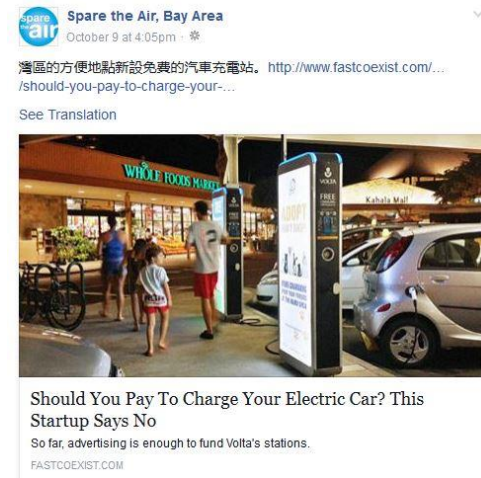 spare the air
Spare the Air, Bay Area
October 9 at 4:05pm ·
灣區的方便地點新設免費的汽車充電站。http://www.fastcoexist.com/…
/should-you-pay-to-charge-your-…
See Translation
WHOLE FOODS MARKET
VOLTA
FREE
Kahala Mall
ADOPT
Should You Pay To Charge Your Electric Car? This
Startup Says No
So far, advertising is enough to fund Volta's stations.
FASTCOEXIST.COM